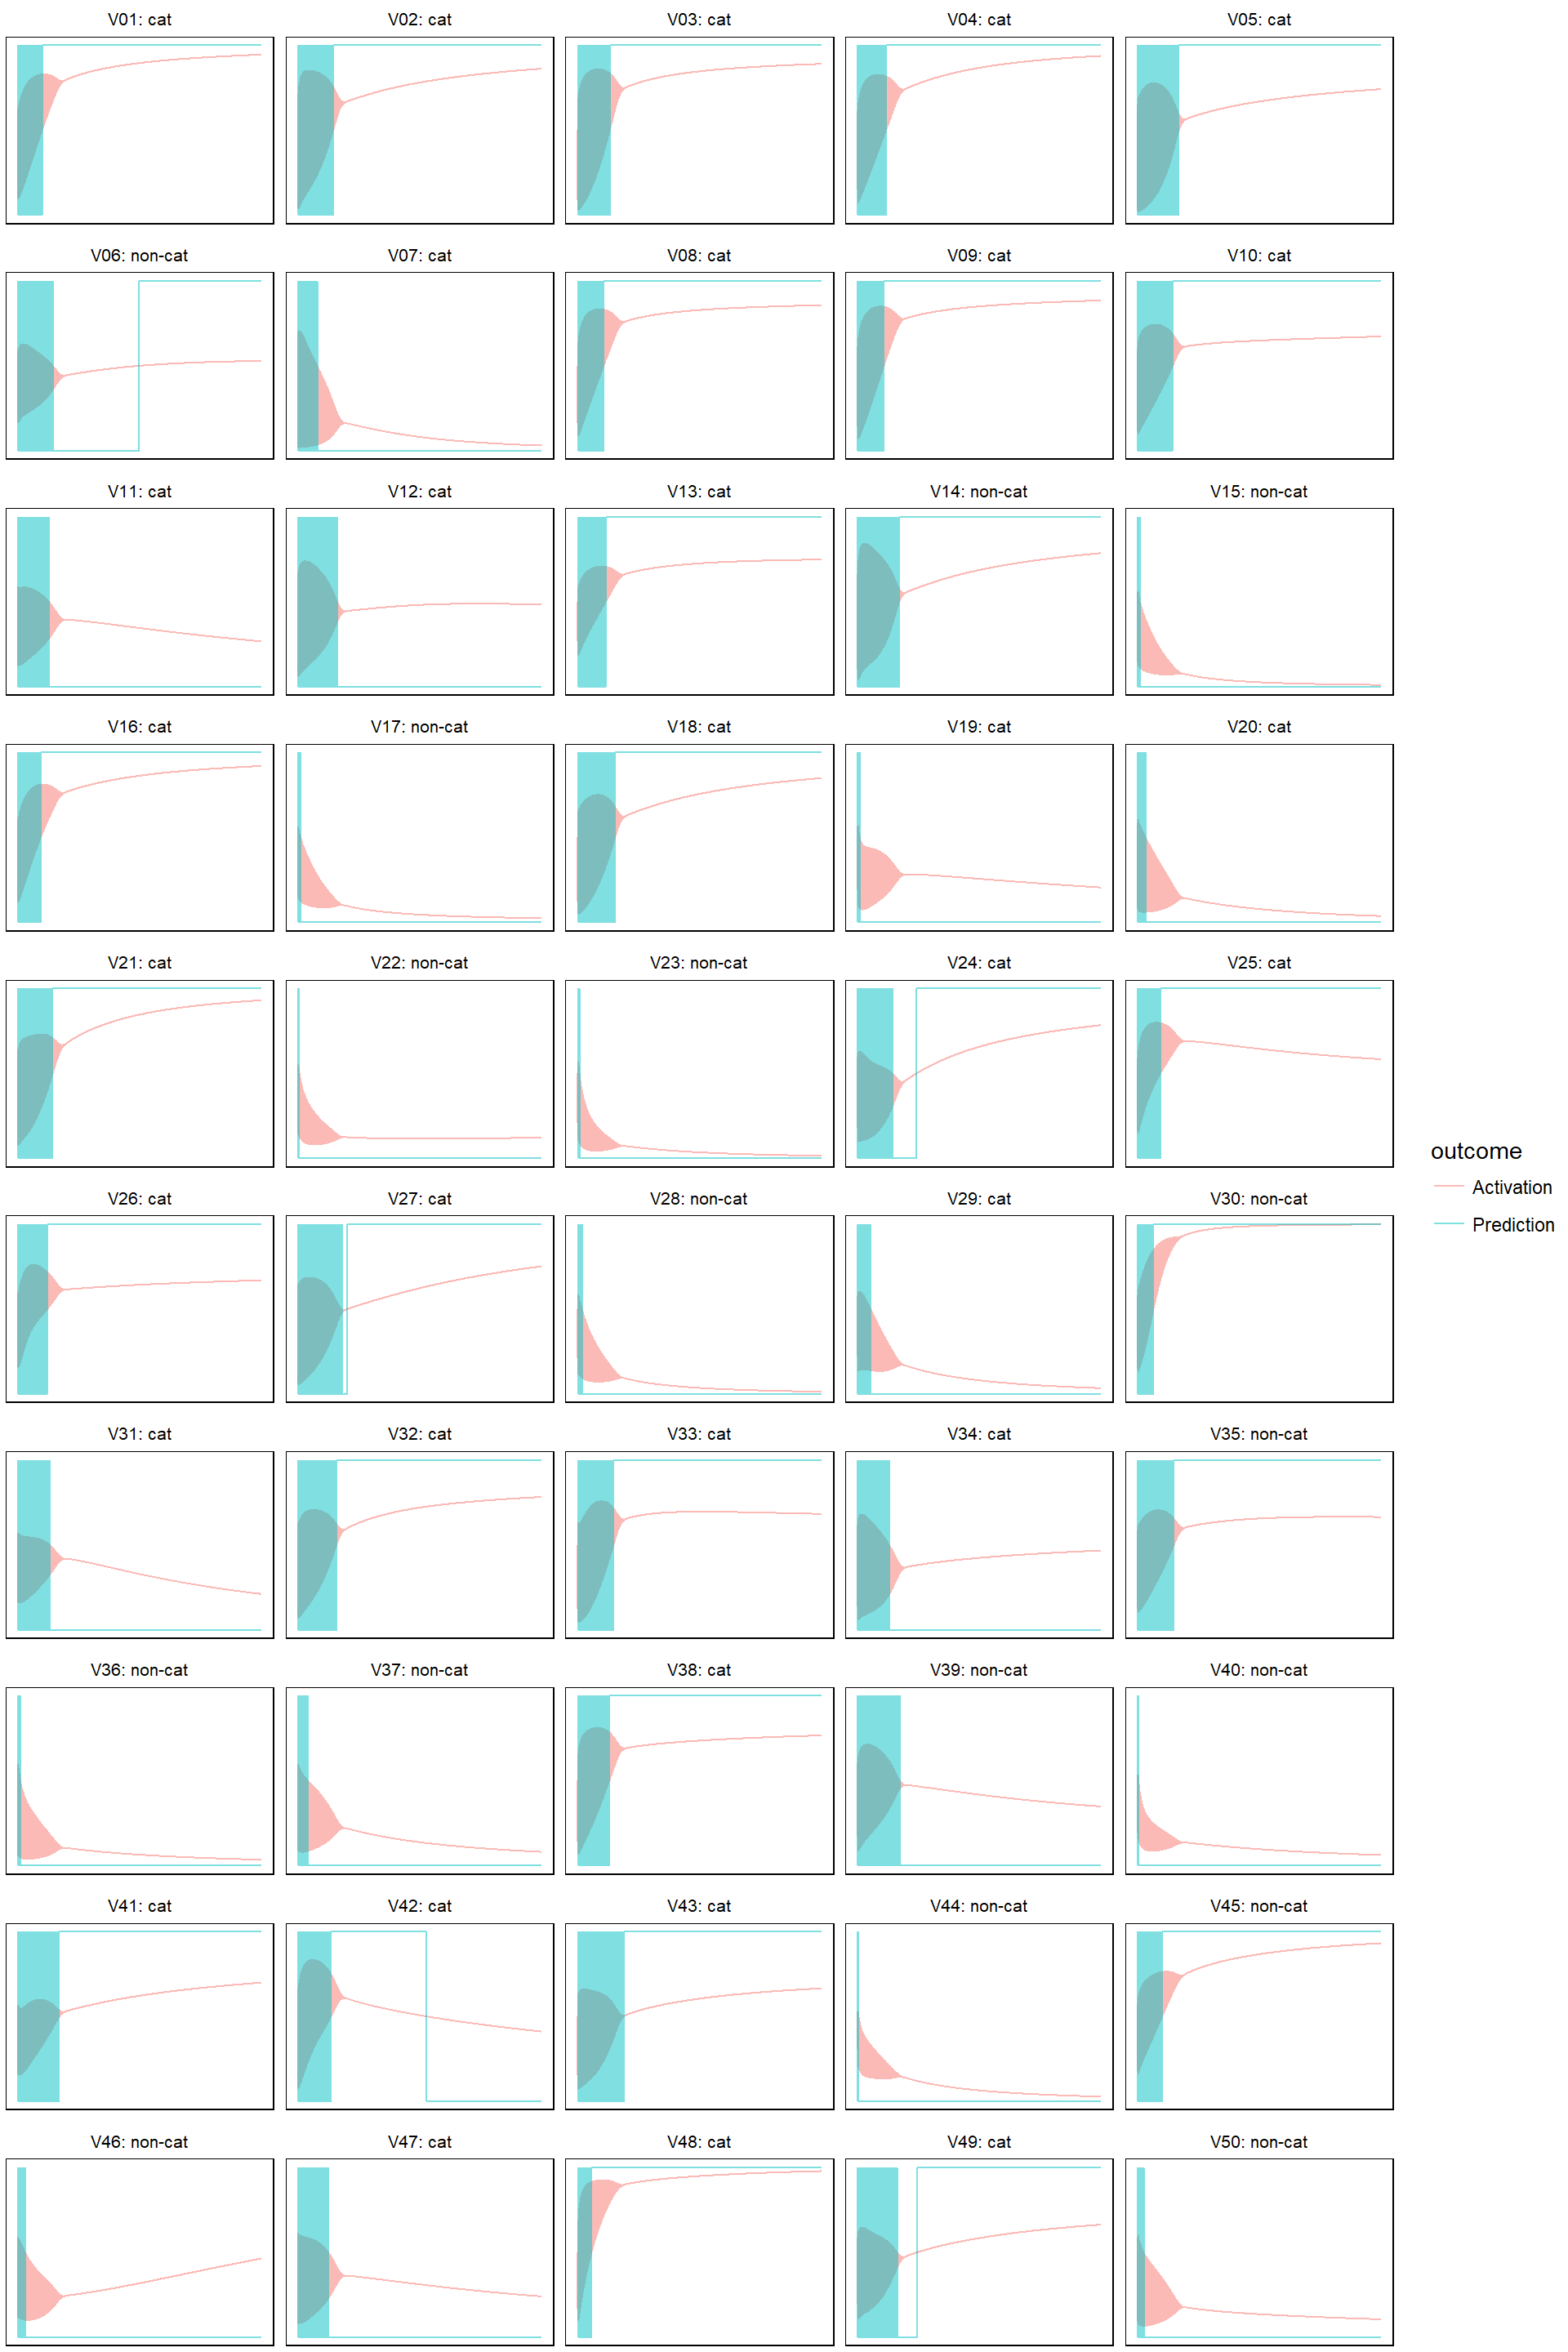 V01: cat
V02: cat
V03: cat
V04: cat
V05: cat
V06: non-cat
V07: cat
V08: cat
V09: cat
V10: cat
V11: cat
V12: cat
V13: cat
V14: non-cat
V15: non-cat
V16: cat
V17: non-cat
V18: cat
V19: cat
V20: cat
V21: cat
V22: non-cat
V23: non-cat
V24: cat
V25: cat
outcome
Activation
Prediction
V26: cat
V27: cat
V28: non-cat
V29: cat
V30: non-cat
V31: cat
V32: cat
V33: cat
V34: cat
V35: non-cat
V36: non-cat
V37: non-cat
V38: cat
V39: non-cat
V40: non-cat
V41: cat
V42: cat
V43: cat
V44: non-cat
V45: non-cat
V46: non-cat
V47: cat
V48: cat
V49: cat
V50: non-cat